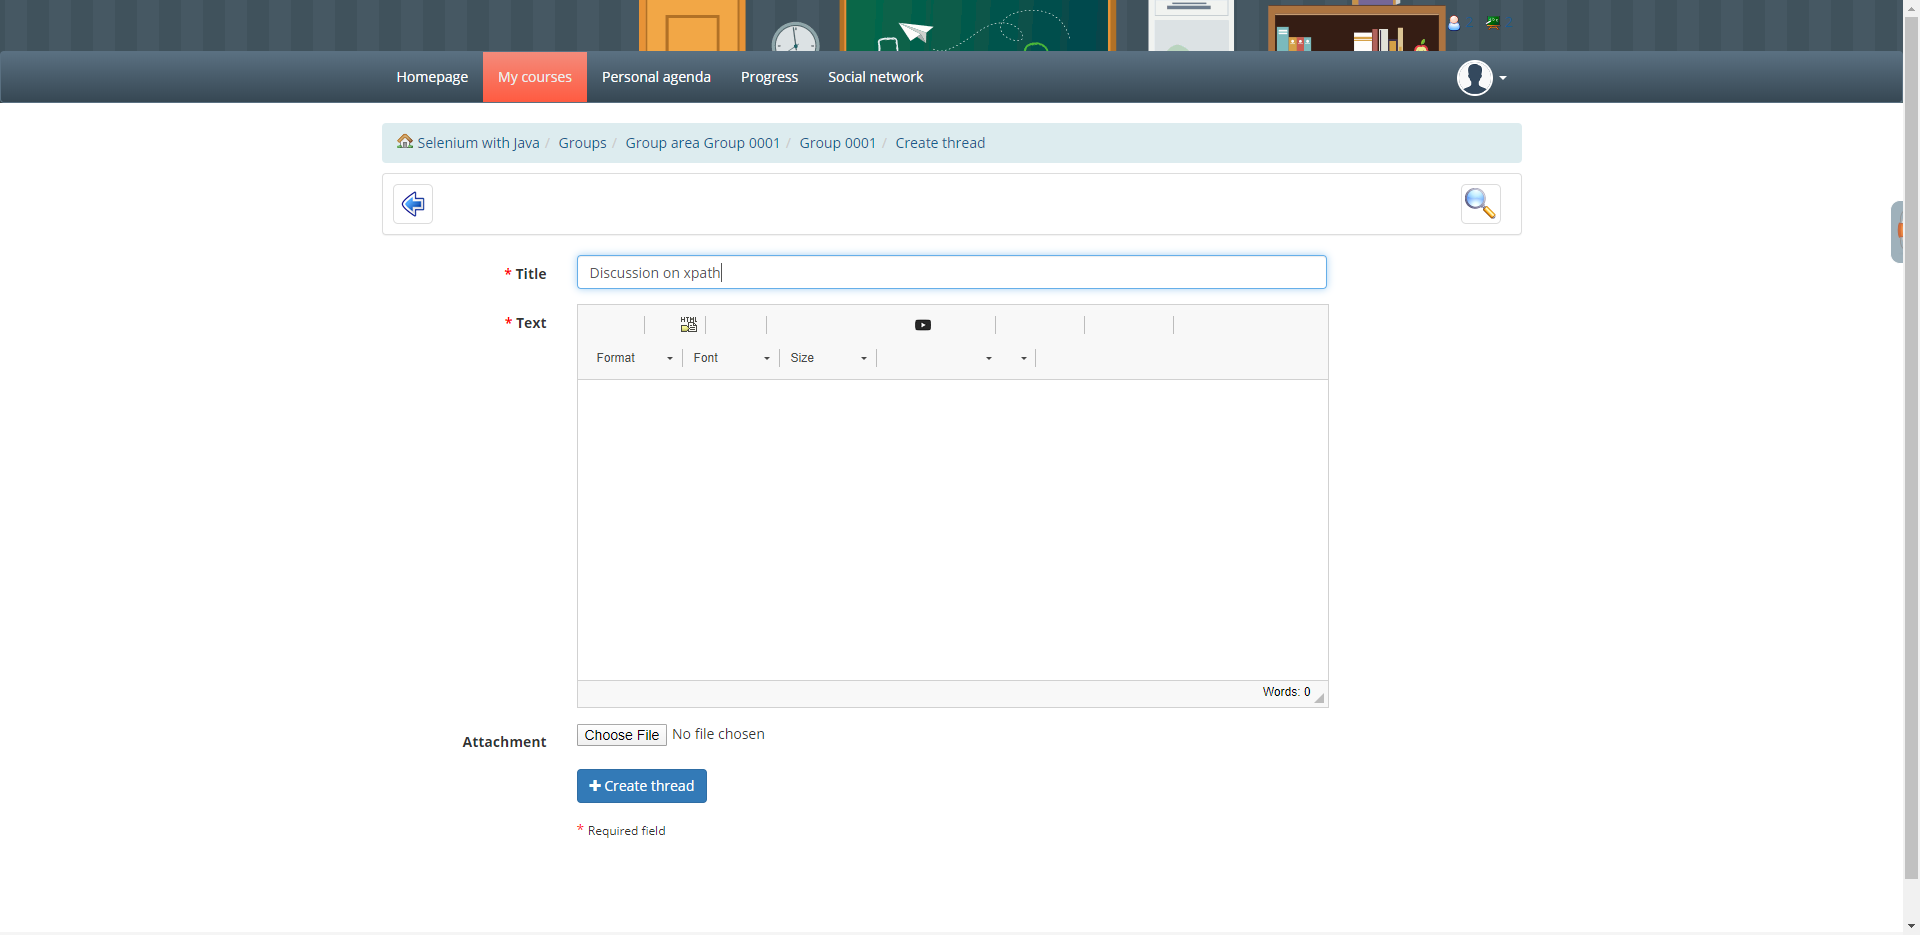 Homepage My courses Personal agenda Progress Social network
Selenium with Java / Groups / Group area Group 0001 / Group 0001 / Create thread
* Title Discussion on xpath
* Text HTML
Format Font Size
Words: 0
Attachment Choose File No file chosen
Create thread
* Required field